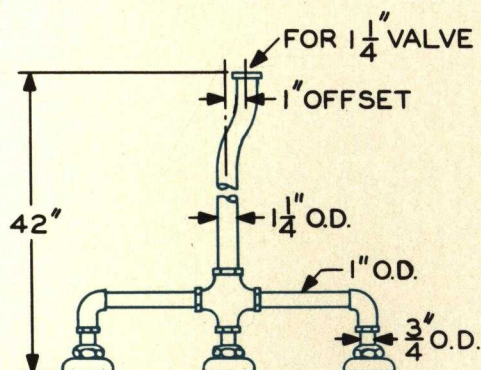 FOR 1 1/4" VALVE
1" OFFSET
42"
1 1/4" O.D.
1" O.D.
3/4" O.D.